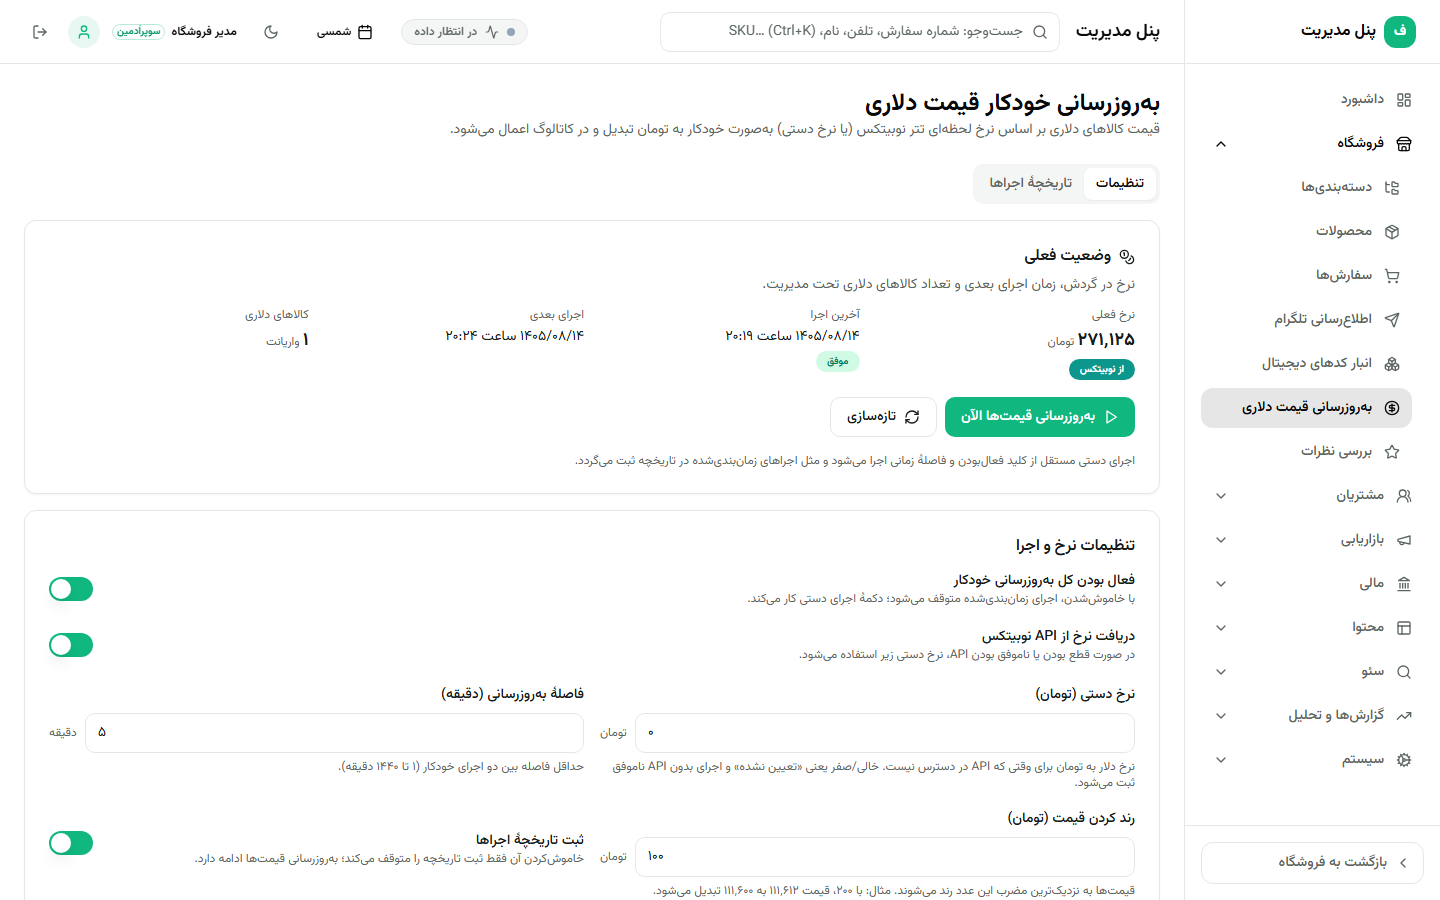 ف
پنل مدیریت
داشبورد
فروشگاه
دسته‌بندی‌ها
محصولات
سفارش‌ها
اطلاع‌رسانی تلگرام
انبار کدهای دیجیتال
به‌روزرسانی قیمت دلاری
بررسی نظرات
مشتریان
بازاریابی
مالی
محتوا
سئو
گزارش‌ها و تحلیل
سیستم
بازگشت به فروشگاه
پنل مدیریت
جست‌وجو: شماره سفارش، تلفن، نام، SKU… (Ctrl+K)
در انتظار داده
شمسی
مدیر فروشگاه
سوپرادمین
به‌روزرسانی خودکار قیمت دلاری
قیمت کالاهای دلاری بر اساس نرخ لحظه‌ای تتر نوبیتکس (یا نرخ دستی) به‌صورت خودکار به تومان تبدیل و در کاتالوگ اعمال می‌شود.
تنظیمات
تاریخچهٔ اجراها
وضعیت فعلی
نرخ در گردش، زمان اجرای بعدی و تعداد کالاهای دلاری تحت مدیریت.
نرخ فعلی
۲۷۱,۱۲۵ تومان
از نوبیتکس
آخرین اجرا
۱۴۰۵/۰۸/۱۴ ساعت ۲۰:۱۹
موفق
اجرای بعدی
۱۴۰۵/۰۸/۱۴ ساعت ۲۰:۲۴
کالاهای دلاری
۱ واریانت
به‌روزرسانی قیمت‌ها الآن
تازه‌سازی
اجرای دستی مستقل از کلید فعال‌بودن و فاصلهٔ زمانی اجرا می‌شود و مثل اجراهای زمان‌بندی‌شده در تاریخچه ثبت می‌گردد.
تنظیمات نرخ و اجرا
فعال بودن کل به‌روزرسانی خودکار
با خاموش‌شدن، اجرای زمان‌بندی‌شده متوقف می‌شود؛ دکمهٔ اجرای دستی کار می‌کند.
دریافت نرخ از API نوبیتکس
در صورت قطع بودن یا ناموفق بودن API، نرخ دستی زیر استفاده می‌شود.
نرخ دستی (تومان)
۰
تومان
نرخ دلار به تومان برای وقتی که API در دسترس نیست. خالی/صفر یعنی «تعیین نشده» و اجرای بدون API ناموفق
ثبت می‌شود.
فاصلهٔ به‌روزرسانی (دقیقه)
۵
دقیقه
حداقل فاصله بین دو اجرای خودکار (۱ تا ۱۴۴۰ دقیقه).
رند کردن قیمت (تومان)
۱۰۰
تومان
قیمت‌ها به نزدیک‌ترین مضرب این عدد رند می‌شوند. مثال: با ۲۰۰، قیمت ۱۱۱,۶۱۲ به ۱۱۱,۶۰۰ تبدیل می‌شود.
ثبت تاریخچهٔ اجراها
خاموش‌کردن آن فقط ثبت تاریخچه را متوقف می‌کند؛ به‌روزرسانی قیمت‌ها ادامه دارد.